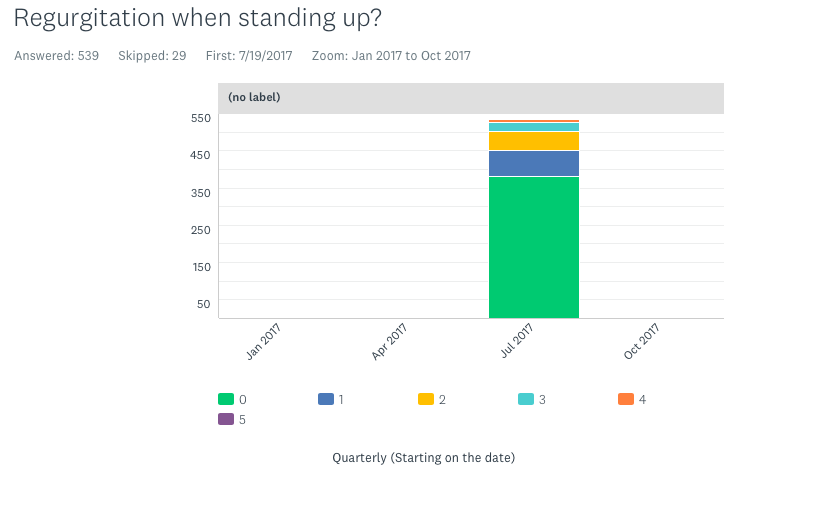 Regurgitation when standing up?
Answered: 539 Skipped: 29 First: 7/19/2017 Zoom: Jan 2017 to Oct 2017
(no label)
550
450
350
250
150
50
Jan 2017 Apr 2017 Jul 2017 Oct 2017
0 1 2 3 4
5
Quarterly (Starting on the date)